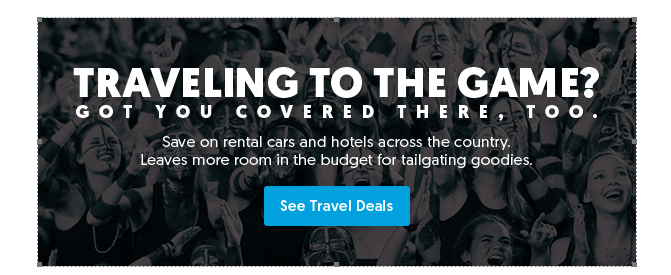 TRAVELING TO THE GAME?
GOT YOU COVERED THERE, TOO.
Save on rental cars and hotels across the country.
Leaves more room in the budget for tailgating goodies.
See Travel Deals